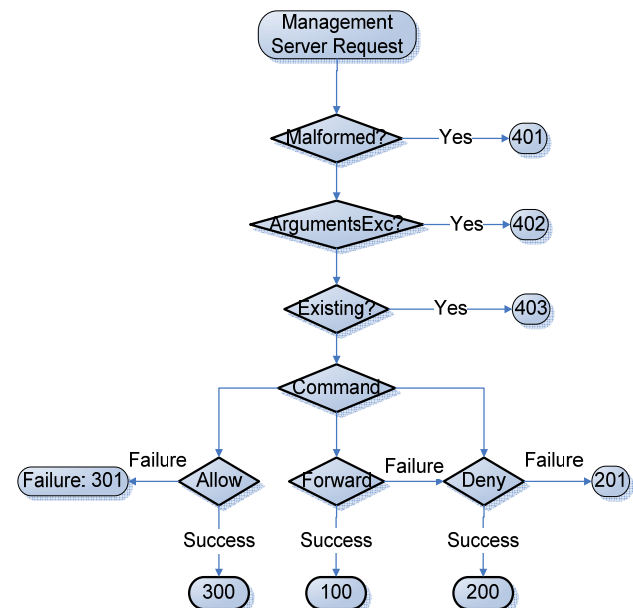 Management
Server Request
Malformed?
Yes
401
ArgumentsExc?
Yes
402
Existing?
Yes
403
Command
Failure: 301
Failure
Allow
Forward
Failure
Deny
Failure
201
Success
Success
Success
300
100
200